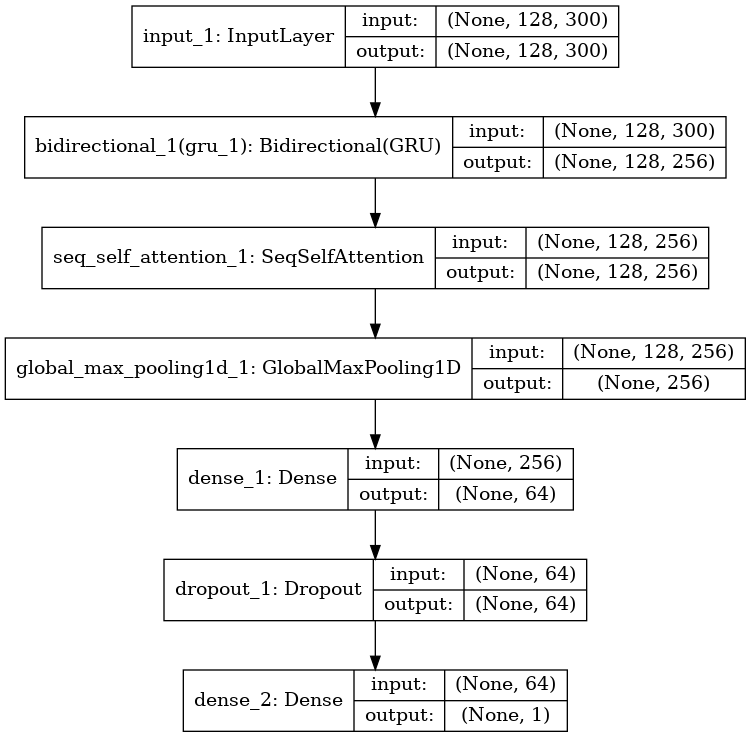 input_1: InputLayer
input: (None, 128, 300)
output: (None, 128, 300)
bidirectional_1(gru_1): Bidirectional(GRU)
input: (None, 128, 300)
output: (None, 128, 256)
seq_self_attention_1: SeqSelfAttention
input: (None, 128, 256)
output: (None, 128, 256)
global_max_pooling1d_1: GlobalMaxPooling1D
input: (None, 128, 256)
output: (None, 256)
dense_1: Dense
input: (None, 256)
output: (None, 64)
dropout_1: Dropout
input: (None, 64)
output: (None, 64)
dense_2: Dense
input: (None, 64)
output: (None, 1)